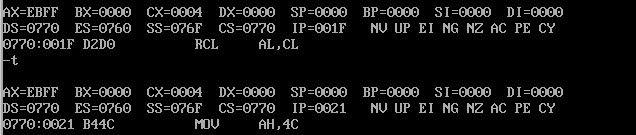 AX=EBFF  BX=0000  CX=0004  DX=0000  SP=0000  BP=0000  SI=0000  DI=0000
DS=0770  ES=0760  SS=076F  CS=0770  IP=001F   NV UP EI NG NZ AC PE CY
0770:001F D2D0          RCL     AL,CL
-t
AX=EBFF  BX=0000  CX=0004  DX=0000  SP=0000  BP=0000  SI=0000  DI=0000
DS=0770  ES=0760  SS=076F  CS=0770  IP=0021   NV UP EI NG NZ AC PE CY
0770:0021 B44C          MOV     AH,4C